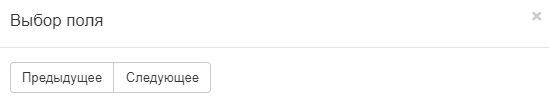 Выбор поля
Предыдущее Следующее